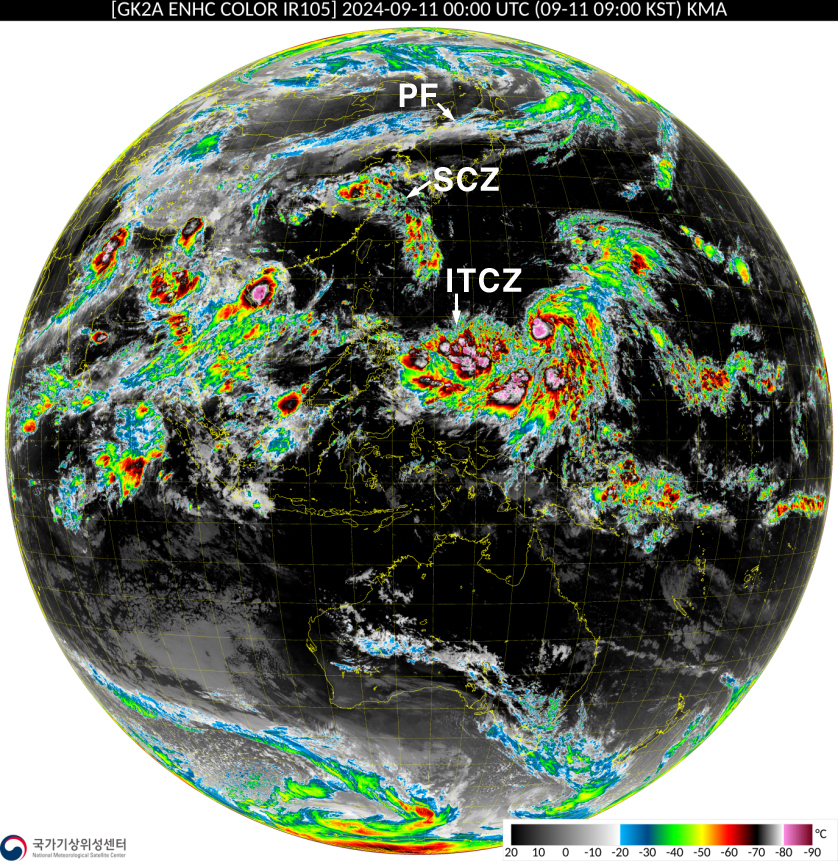 [GK2A ENHC COLOR IR105] 2024-09-11 00:00 UTC (09-11 09:00 KST) KMA
PF
SCZ
ITCZ
℃
20 10 0 -10 -20 -30 -40 -50 -60 -70 -80 -90
국가기상위성센터
National Meteorological Satellite Center